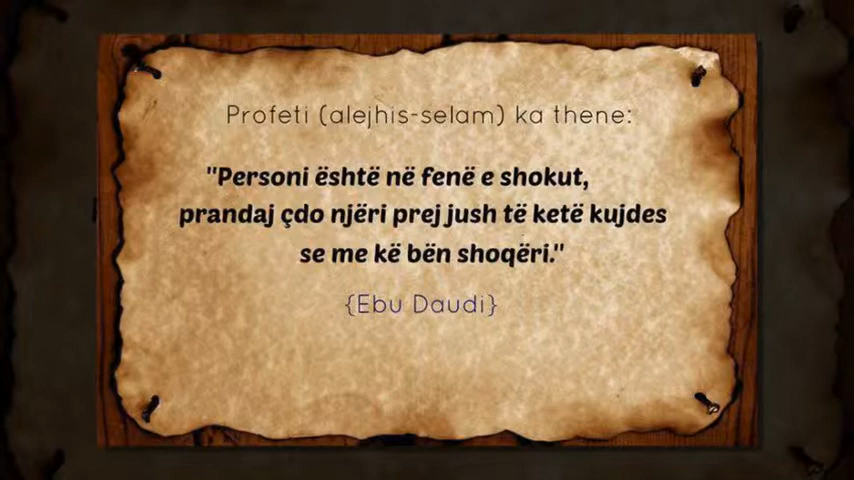 Profeti (alejhis-selam) ka thene:
"Personi është në fenë e shokut,
prandaj çdo njëri prej jush të ketë kujdes
se me kë bën shoqëri."
{Ebu Daudi}